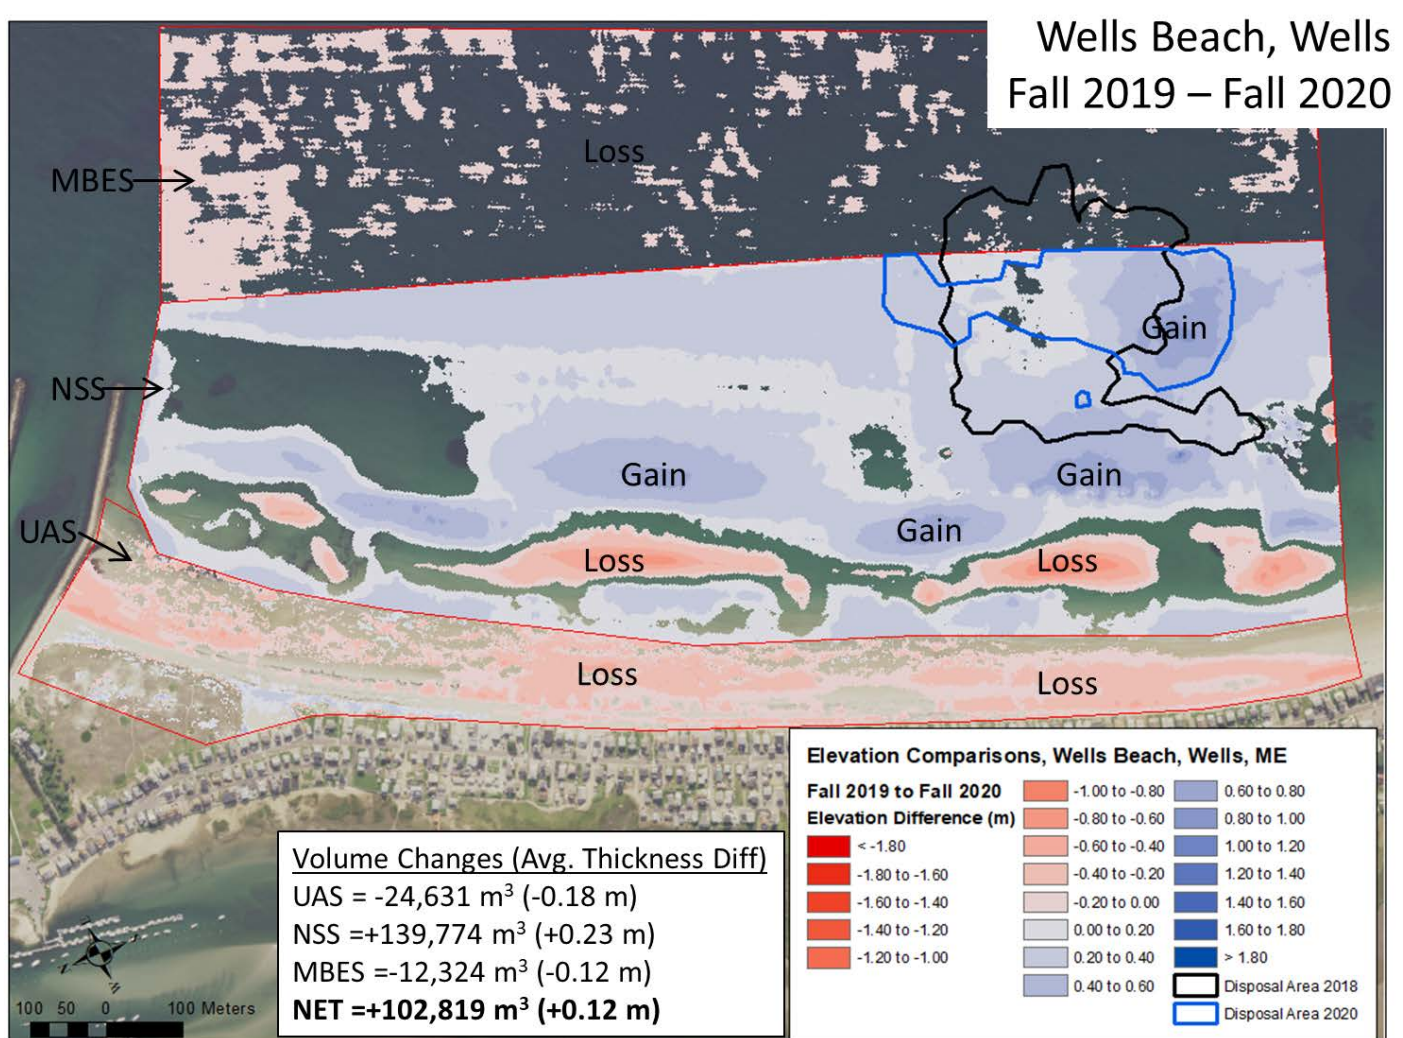 Wells Beach, Wells
Fall 2019 – Fall 2020
Loss
MBES
Gain
NSS
Gain
Gain
Gain
UAS
Loss
Loss
Loss
Loss
Elevation Comparisons, Wells Beach, Wells, ME
Fall 2019 to Fall 2020
Elevation Difference (m)
< -1.80
-1.80 to -1.60
-1.60 to -1.40
-1.40 to -1.20
-1.20 to -1.00
-1.00 to -0.80
-0.80 to -0.60
-0.60 to -0.40
-0.40 to -0.20
-0.20 to 0.00
0.00 to 0.20
0.20 to 0.40
0.40 to 0.60
0.60 to 0.80
0.80 to 1.00
1.00 to 1.20
1.20 to 1.40
1.40 to 1.60
1.60 to 1.80
> 1.80
Disposal Area 2018
Disposal Area 2020
Volume Changes (Avg. Thickness Diff)
UAS = -24,631 m³ (-0.18 m)
NSS =+139,774 m³ (+0.23 m)
MBES =-12,324 m³ (-0.12 m)
NET =+102,819 m³ (+0.12 m)
100 50 0 100 Meters